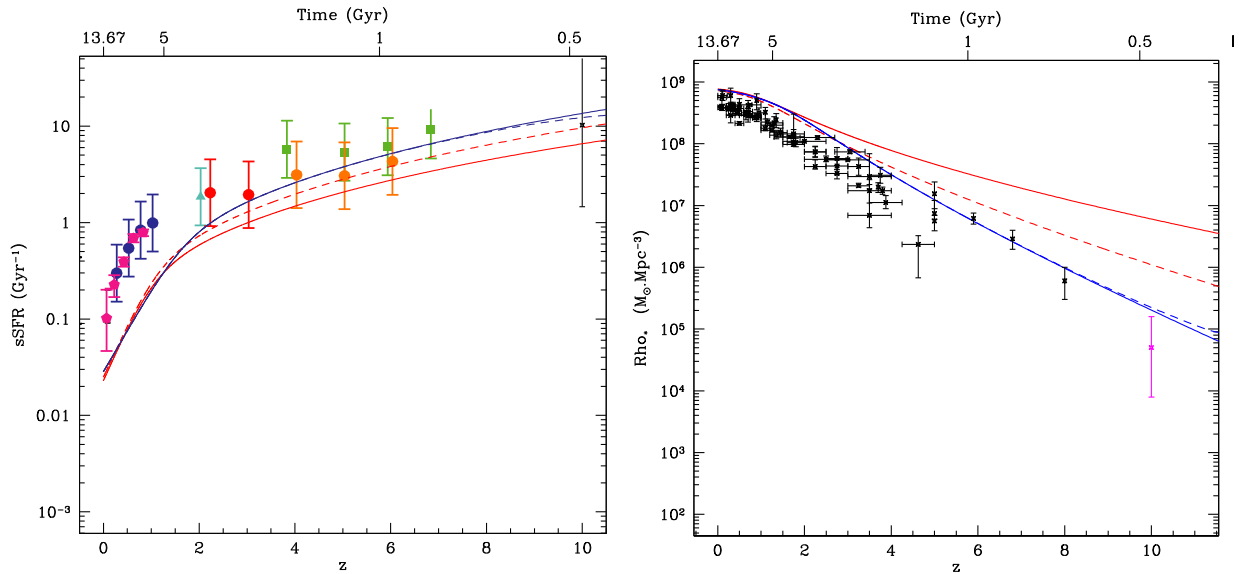 Time (Gyr)
13.67 5 1 0.5
10
1
0.1
0.01
10⁻³
sSFR (Gyr⁻¹)
0 2 4 6 8 10
z
Time (Gyr)
13.67 5 1 0.5
10⁹
10⁸
10⁷
10⁶
10⁵
10⁴
10³
10²
Rho⁎ (M☉.Mpc⁻³)
0 2 4 6 8 10
z